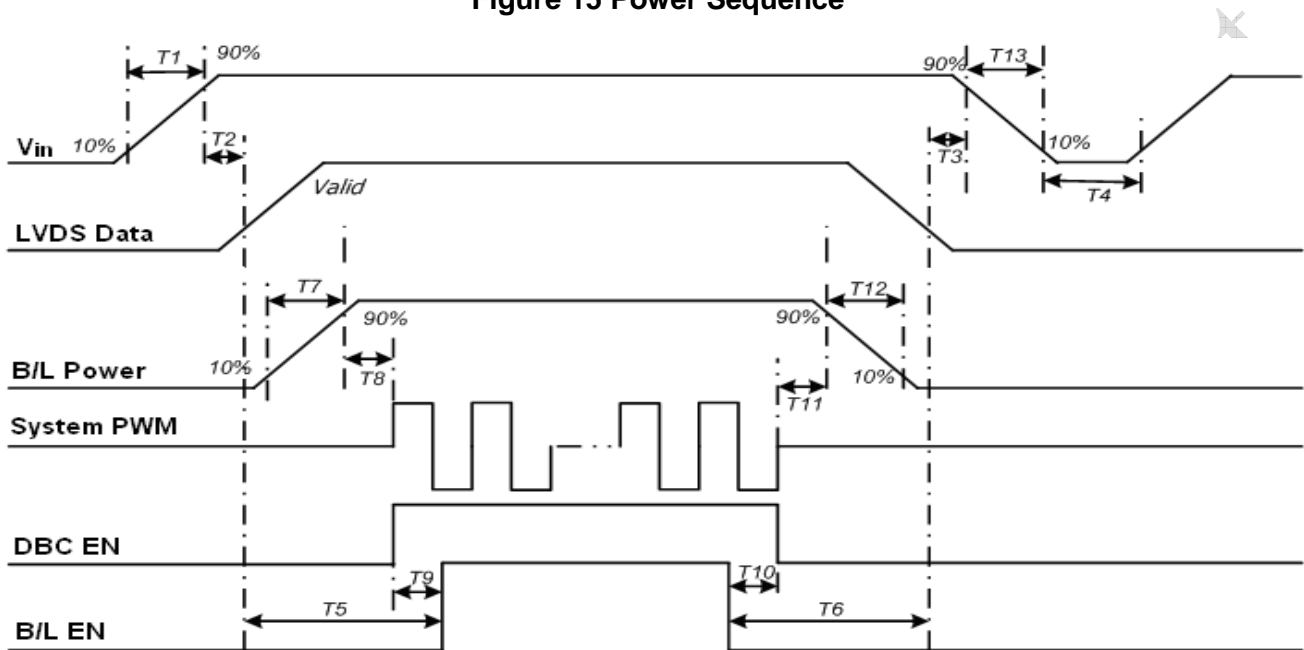 Figure 15 Power Sequence
T1 90% 90% T13
Vin 10% T2 T3 10% T4
Valid
LVDS Data
T7 T12
90% 90%
B/L Power 10% T8 T11 10%
System PWM
DBC EN
T9 T10
T5 T6
B/L EN